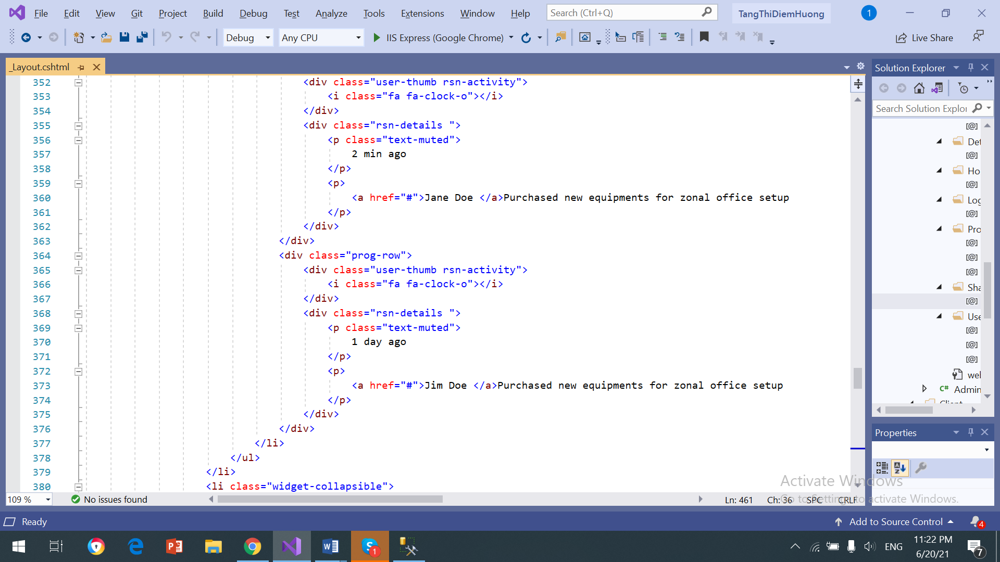 File Edit View Git Project Build Debug Test Analyze Tools Extensions Window Help Search (Ctrl+Q) TangThiDiemHuong 1
Debug Any CPU IIS Express (Google Chrome) Live Share
_Layout.cshtml
352 <div class="user-thumb rsn-activity">
353 <i class="fa fa-clock-o"></i>
354 </div>
355 <div class="rsn-details ">
356 <p class="text-muted">
357 2 min ago
358 </p>
359 <p>
360 <a href="#">Jane Doe </a>Purchased new equipments for zonal office setup
361 </p>
362 </div>
363 </div>
364 <div class="prog-row">
365 <div class="user-thumb rsn-activity">
366 <i class="fa fa-clock-o"></i>
367 </div>
368 <div class="rsn-details ">
369 <p class="text-muted">
370 1 day ago
371 </p>
372 <p>
373 <a href="#">Jim Doe </a>Purchased new equipments for zonal office setup
374 </p>
375 </div>
376 </div>
377 </li>
378 </ul>
379 </li>
380 <li class="widget-collapsible">
109 % No issues found Ln: 461 Ch: 36 SPC CRLF
Solution Explorer
Search Solution Explor
[@]
Det
[@]
Ho
[@]
Log
[@]
Pro
[@]
[@]
[@]
Sha
[@]
Use
[@]
[@]
[@]
wel
C# Admin
Client
Properties
Activate Windows
Go to Settings to activate Windows.
Ready Add to Source Control 4
1 ENG 11:22 PM 7
6/20/21